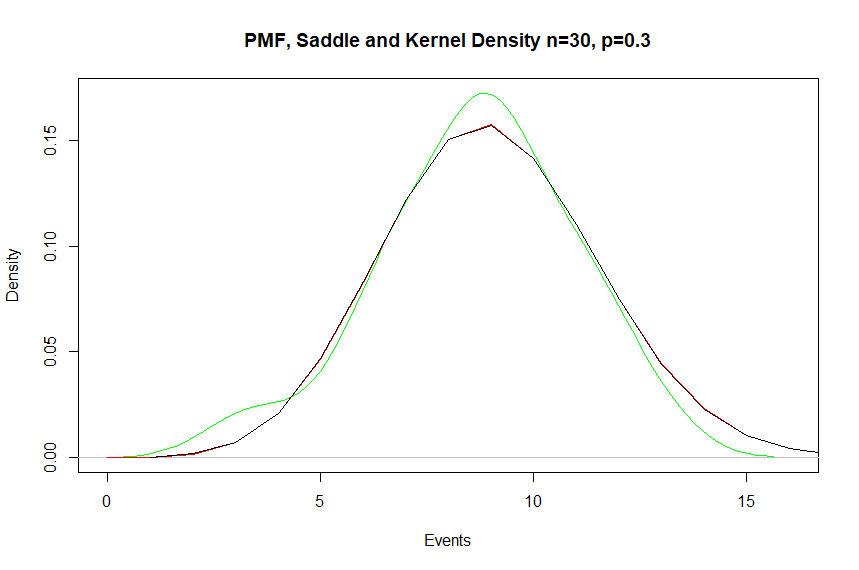 PMF, Saddle and Kernel Density n=30, p=0.3
Density
0.15
0.10
0.05
0.00
0 5 10 15
Events